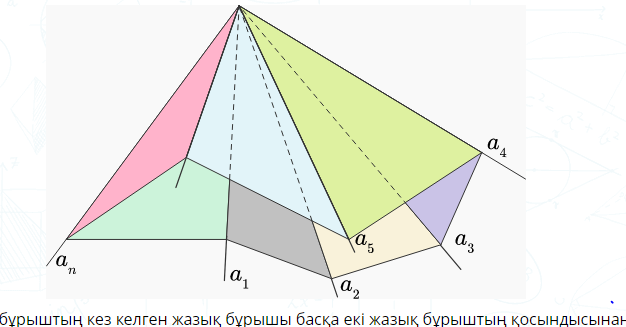 a₄
a₅
a₃
aₙ
a₁
a₂
бұрыштың кез келген жазық бұрышы басқа екі жазық бұрыштың қосындысынан